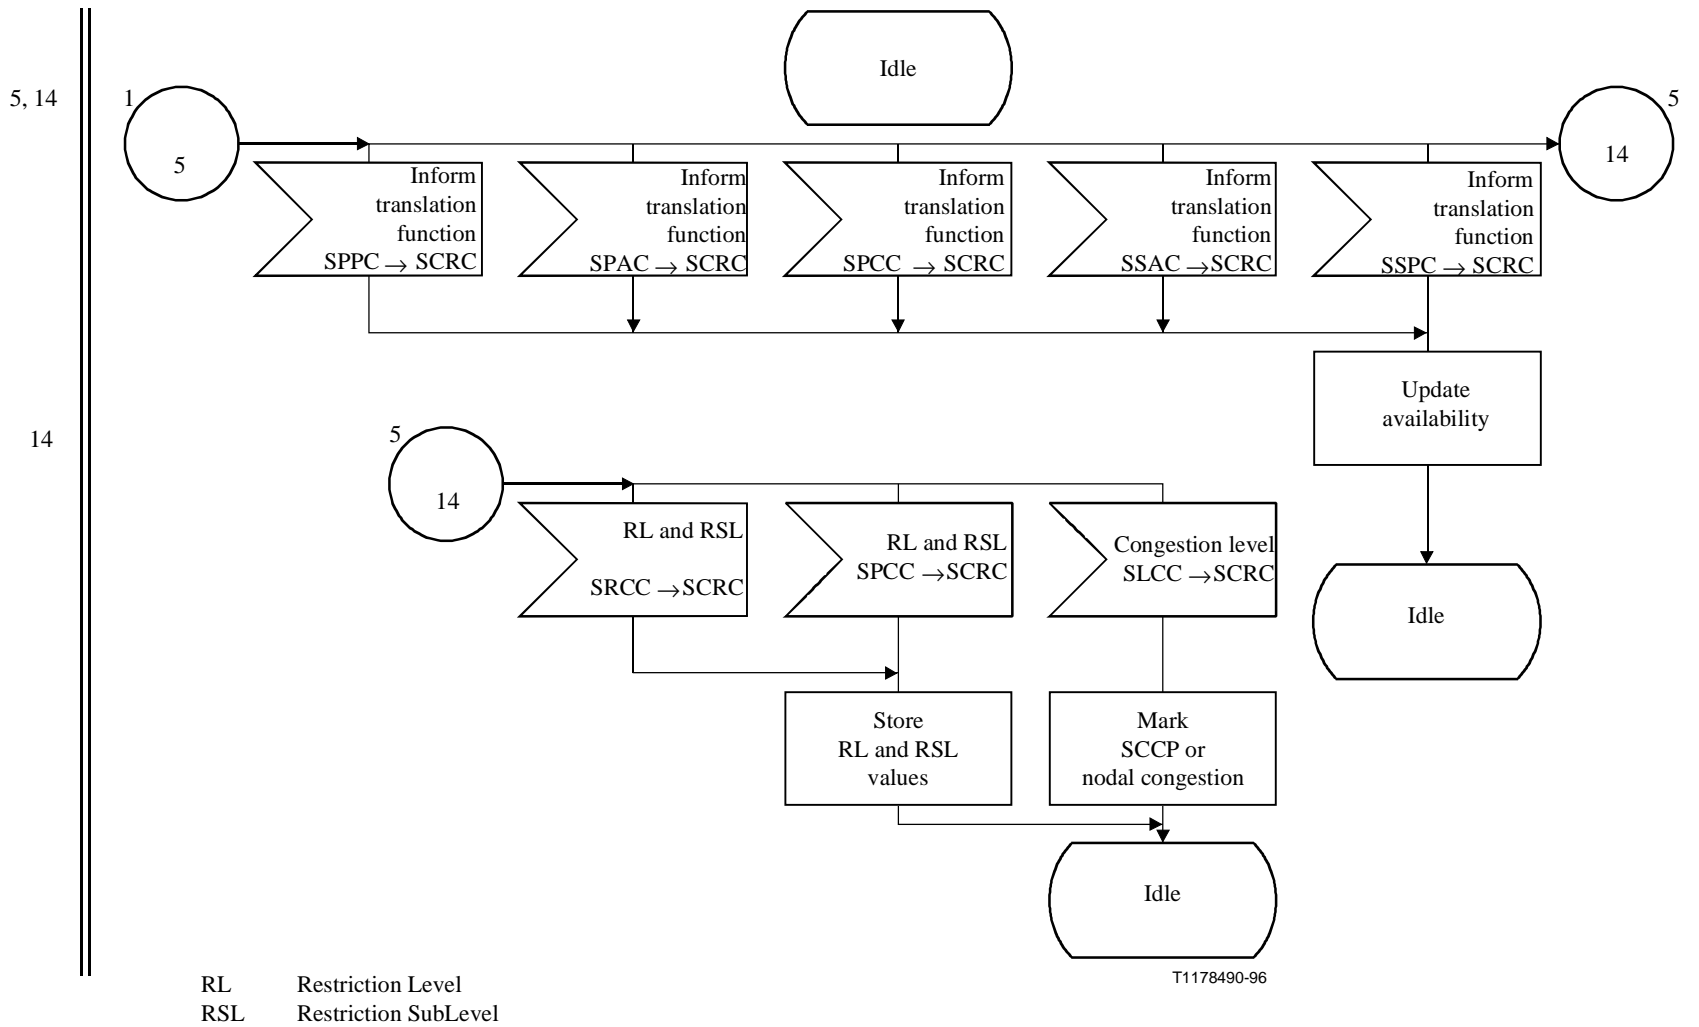 Idle
5, 14
1
5
5
14
Inform
translation
function
SPPC → SCRC
Inform
translation
function
SPAC → SCRC
Inform
translation
function
SPCC → SCRC
Inform
translation
function
SSAC → SCRC
Inform
translation
function
SSPC → SCRC
Update
availability
14
5
14
RL and RSL
SRCC → SCRC
RL and RSL
SPCC → SCRC
Congestion level
SLCC → SCRC
Idle
Store
RL and RSL
values
Mark
SCCP or
nodal congestion
Idle
T1178490-96
RL Restriction Level
RSL Restriction SubLevel